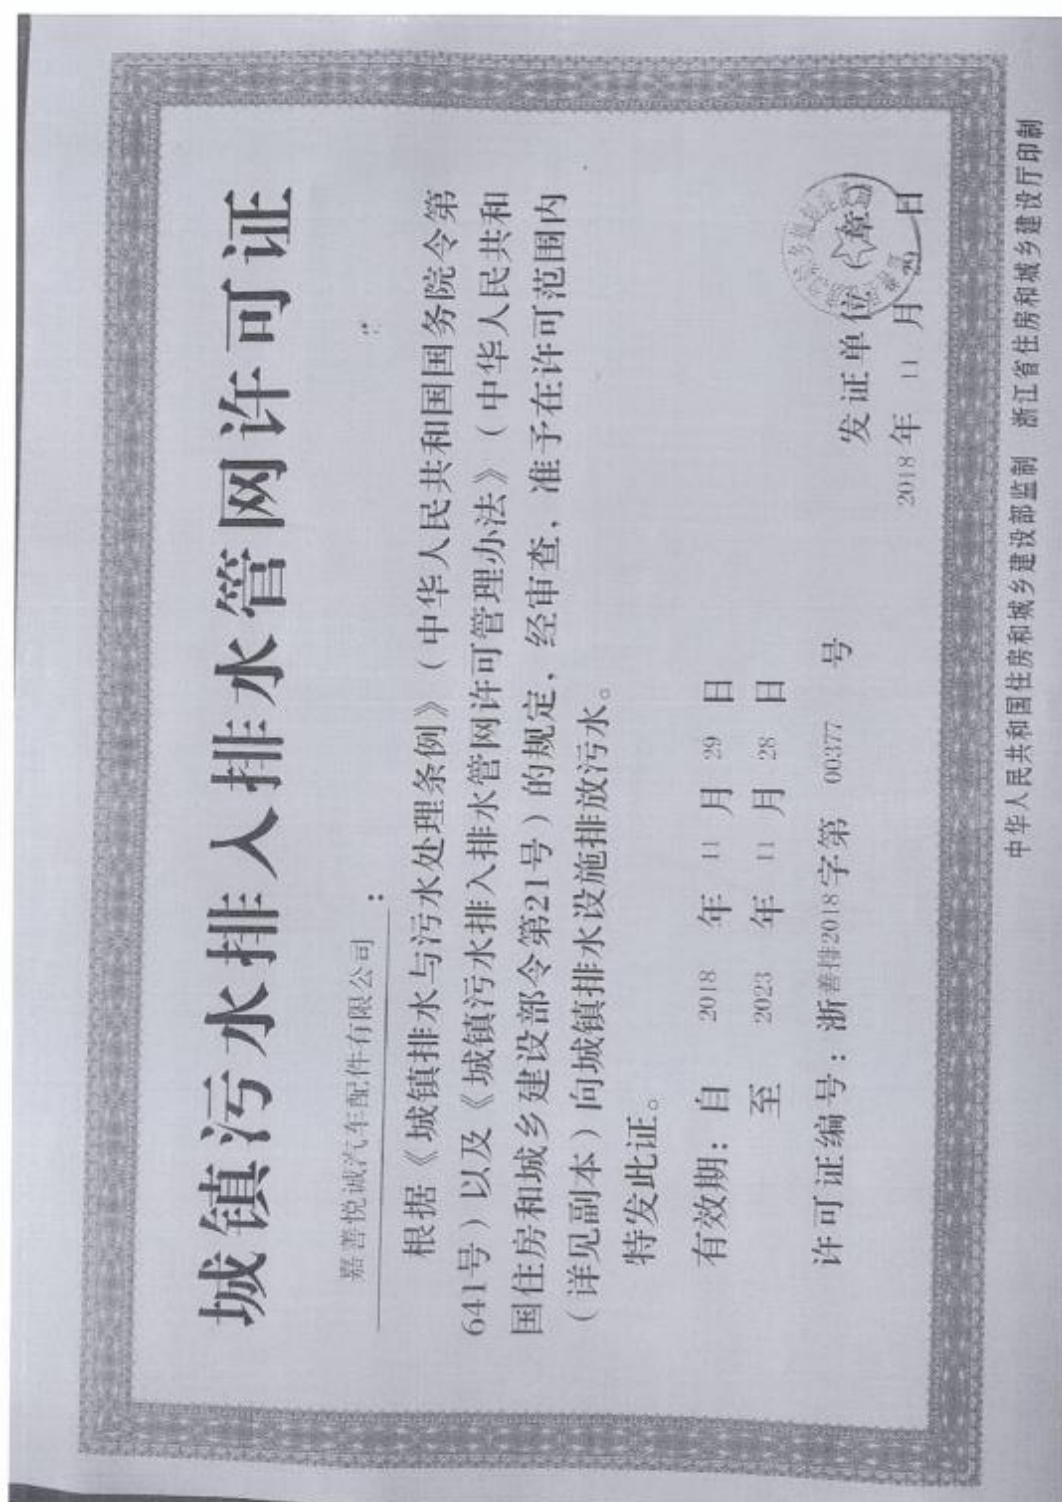 城镇污水排入排水管网许可证
嘉善悦诚汽车配件有限公司：
根据《城镇排水与污水处理条例》（中华人民共和国国务院令第
641号）以及《城镇污水排入排水管网许可管理办法》（中华人民共和
国住房和城乡建设部令第21号）的规定，经审查，准予在许可范围内
（详见副本）向城镇排水设施排放污水。
特发此证。
有效期：自 2018 年 11 月 29 日
至 2023 年 11 月 28 日
许可证编号：浙善排2018字第 00377 号
发证单位（章）
2018 年 11 月 29 日
中华人民共和国住房和城乡建设部监制 浙江省住房和城乡建设厅印制